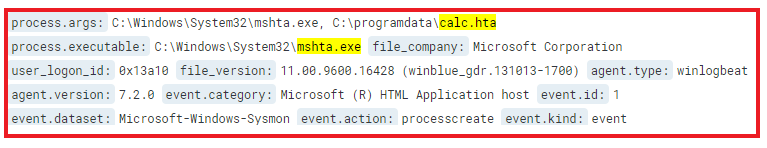 process.args: C:\Windows\System32\mshta.exe, C:\programdata\calc.hta
process.executable: C:\Windows\System32\mshta.exe file_company: Microsoft Corporation
user_logon_id: 0x13a10 file_version: 11.00.9600.16428 (winblue_gdr.131013-1700) agent.type: winlogbeat
agent.version: 7.2.0 event.category: Microsoft (R) HTML Application host event.id: 1
event.dataset: Microsoft-Windows-Sysmon event.action: processcreate event.kind: event